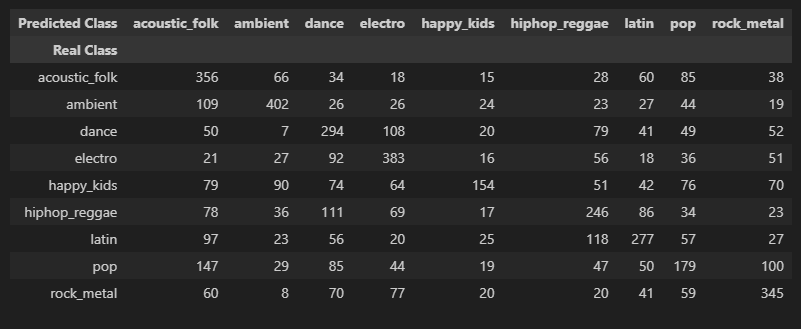 Predicted Class acoustic_folk ambient dance electro happy_kids hiphop_reggae latin pop rock_metal
Real Class
acoustic_folk 356 66 34 18 15 28 60 85 38
ambient 109 402 26 26 24 23 27 44 19
dance 50 7 294 108 20 79 41 49 52
electro 21 27 92 383 16 56 18 36 51
happy_kids 79 90 74 64 154 51 42 76 70
hiphop_reggae 78 36 111 69 17 246 86 34 23
latin 97 23 56 20 25 118 277 57 27
pop 147 29 85 44 19 47 50 179 100
rock_metal 60 8 70 77 20 20 41 59 345